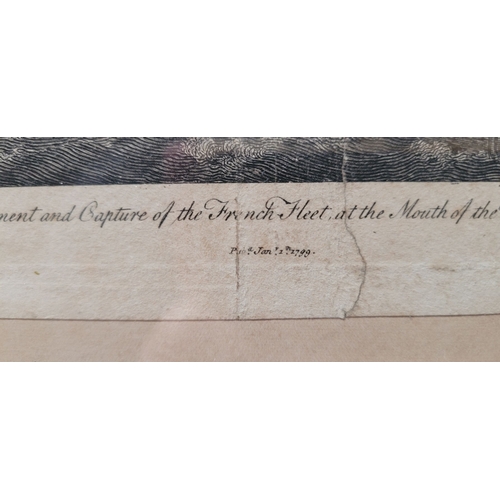 ment and Capture of the French Fleet, at the Mouth of the
Pub.d Jan.y 1.st 1799.